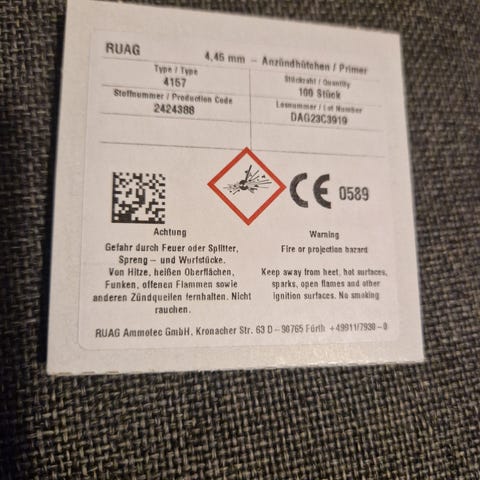 RUAG
4,45 mm - Anzündhütchen / Primer
Type / Type
4157
Stückzahl / Quantity
100 Stück
Stoffnummer / Production Code
2424388
Losnummer / Lot Number
DAG23C3919
CE 0589
Achtung
Gefahr durch Feuer oder Splitter,
Spreng – und Wurfstücke.
Von Hitze, heißen Oberflächen,
Funken, offenen Flammen sowie
anderen Zündquellen fernhalten. Nicht
rauchen.
Warning
Fire or projection hazard
Keep away from heet, hot surfaces,
sparks, open flames and other
ignition surfaces. No smoking
RUAG Ammotec GmbH, Kronacher Str. 63 D – 90765 Fürth +49911/7930 – 0